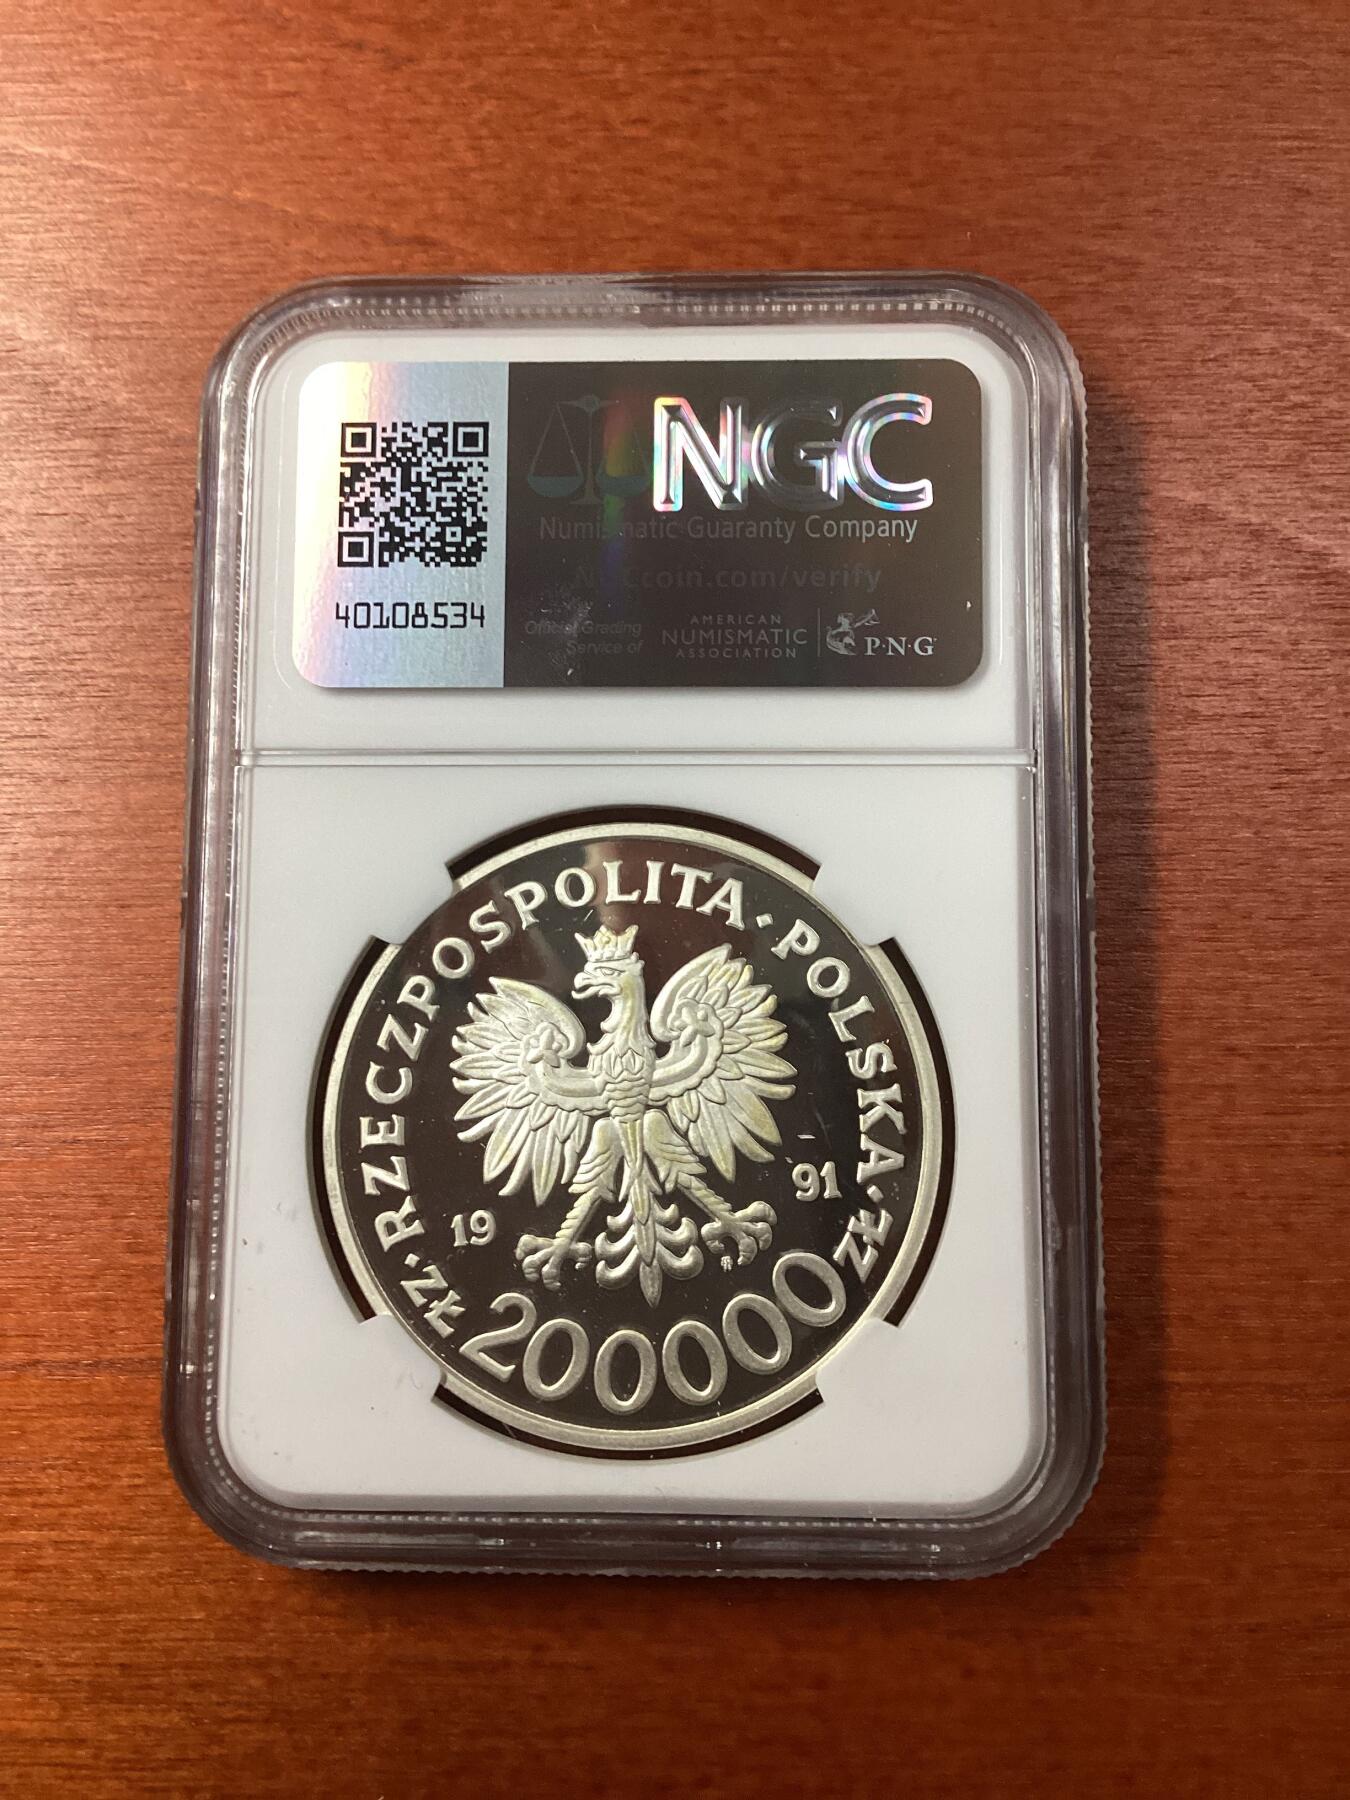 NGC
Numismatic Guaranty Company
NGCcoin.com/verify
40108534
Official Grading
Service of
AMERICAN
NUMISMATIC
ASSOCIATION
P·N·G
·RZECZPOSPOLITA·POLSKA·
19 91
ZŁ 200000 ZŁ